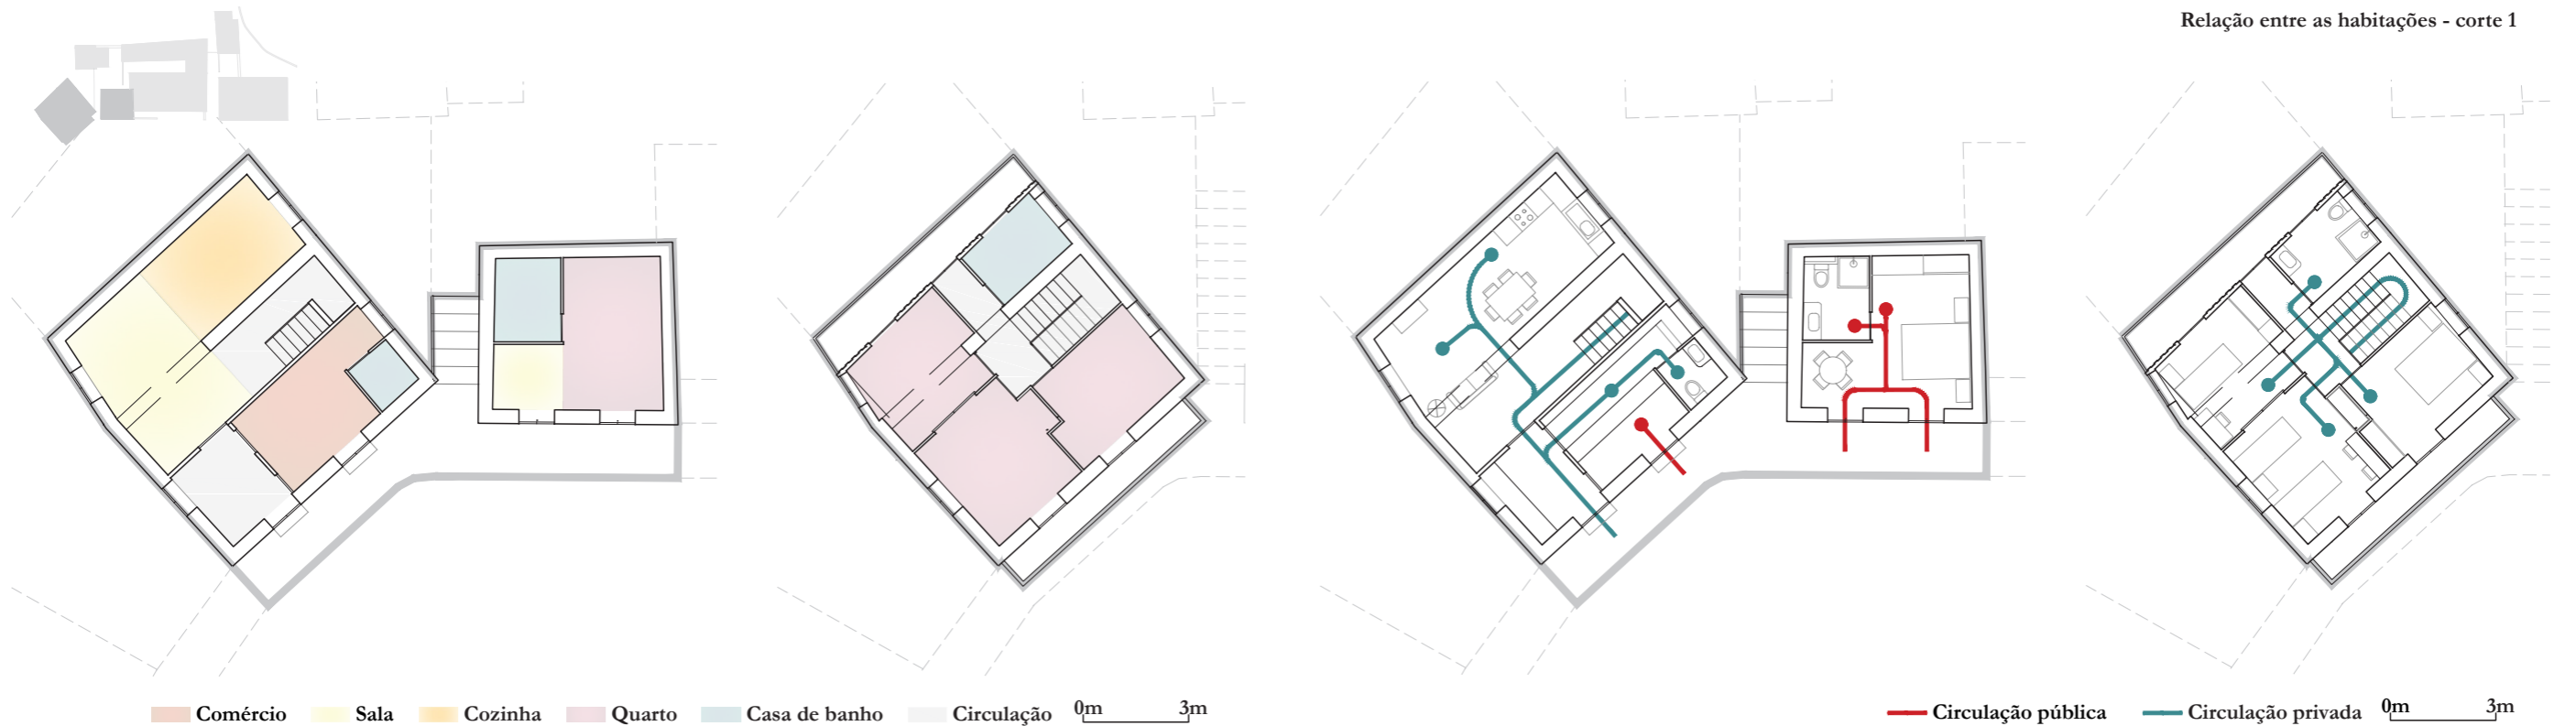 Relação entre as habitações - corte 1
Comércio Sala Cozinha Quarto Casa de banho Circulação 0m 3m
Circulação pública Circulação privada 0m 3m